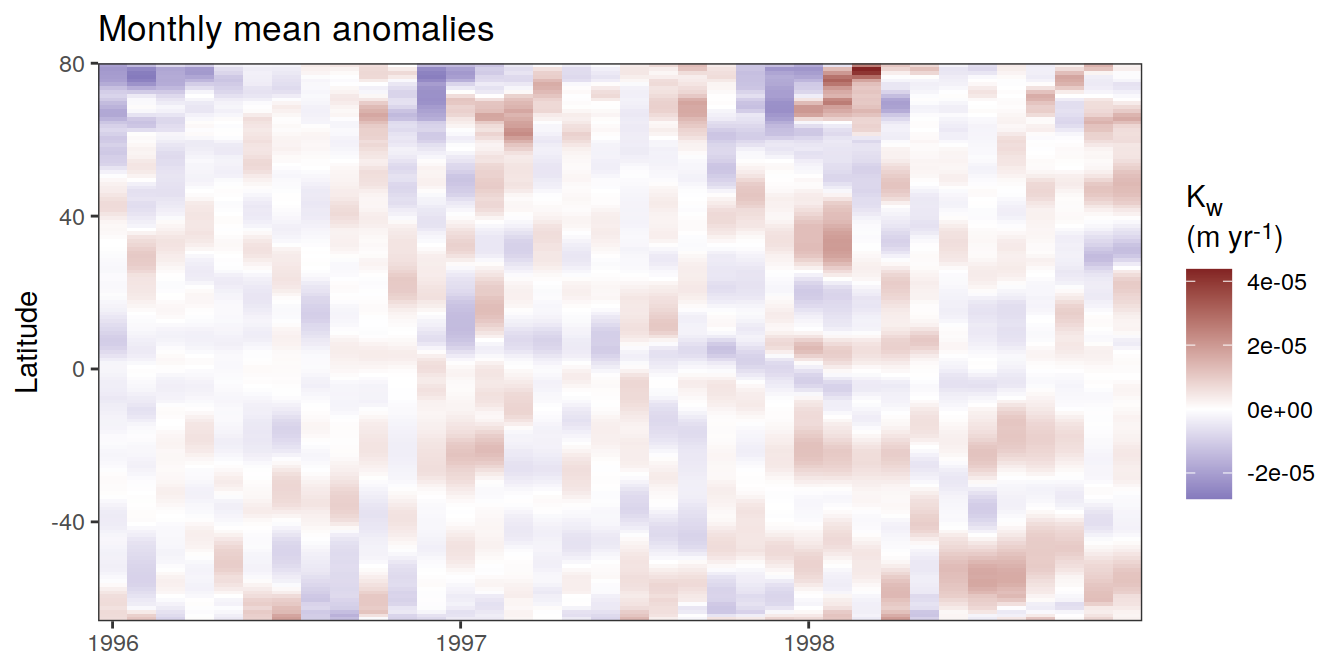 Monthly mean anomalies
80
40
0
-40
Latitude
1996
1997
1998
Kw
(m yr-1)
4e-05
2e-05
0e+00
-2e-05